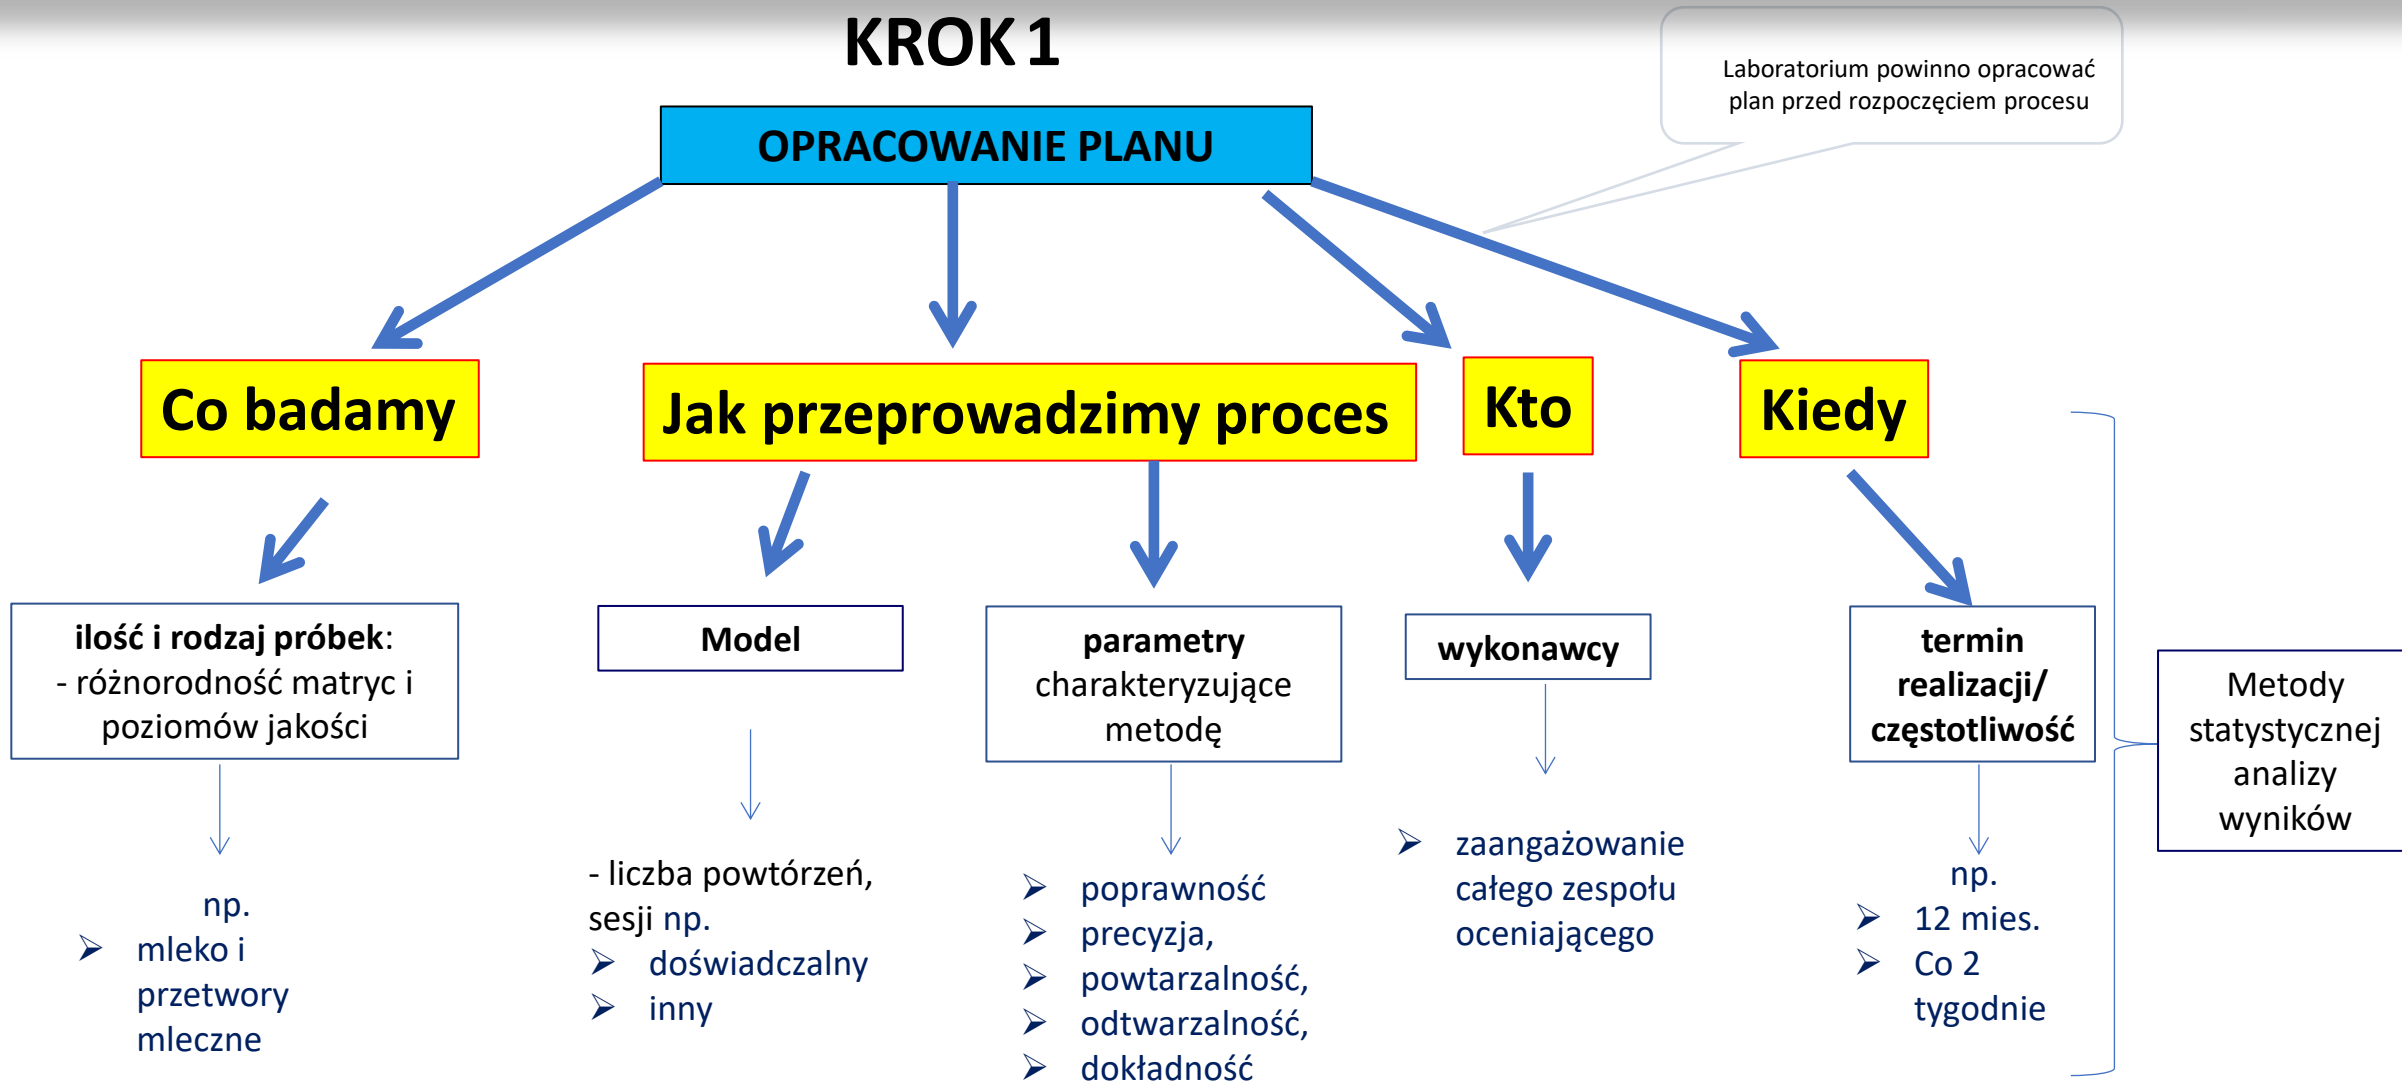 KROK 1
Laboratorium powinno opracować
plan przed rozpoczęciem procesu
OPRACOWANIE PLANU
Co badamy
Jak przeprowadzimy proces
Kto
Kiedy
ilość i rodzaj próbek:
- różnorodność matryc i
poziomów jakości
np.
mleko i
przetwory
mleczne
Model
- liczba powtórzeń,
sesji np.
doświadczalny
inny
parametry
charakteryzujące
metodę
poprawność
precyzja,
powtarzalność,
odtwarzalność,
dokładność
wykonawcy
zaangażowanie
całego zespołu
oceniającego
termin
realizacji/
częstotliwość
np.
12 mies.
Co 2
tygodnie
Metody
statystycznej
analizy
wyników